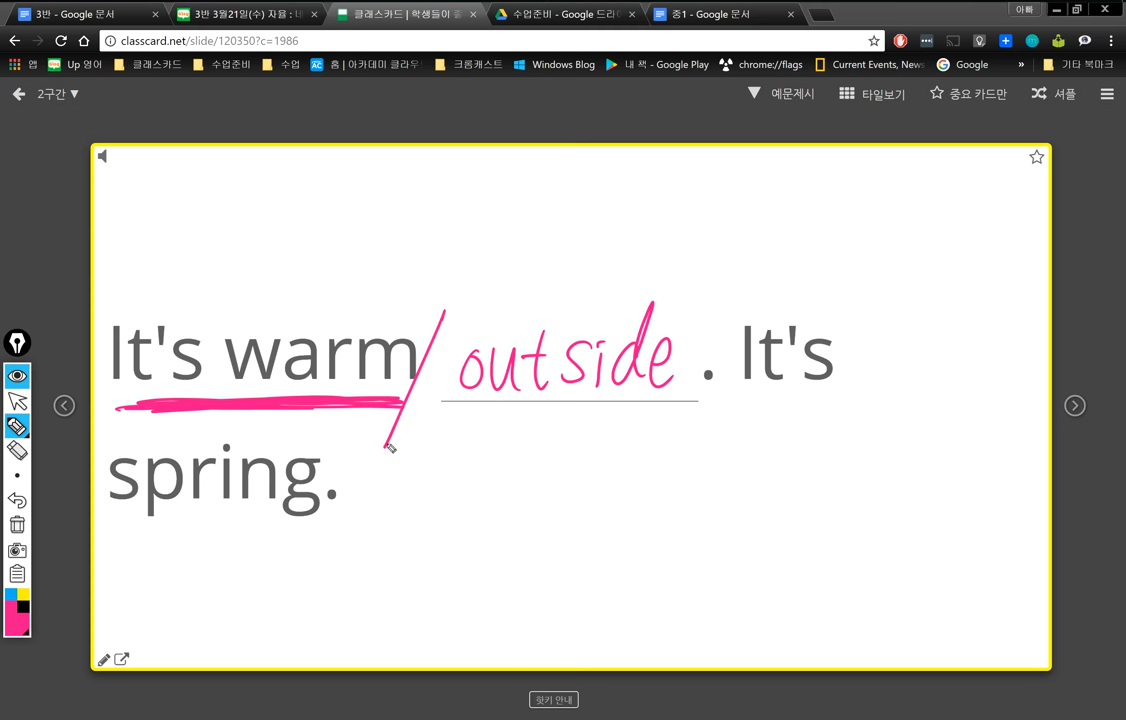 3반 - Google 문서
3반 3월21일(수) 자율 : 네
클래스카드 | 학생들이 좋
수업준비 - Google 드라이
중1 - Google 문서
아빠
classcard.net/slide/120350?c=1986
앱 Up 영어 클래스카드 수업준비 수업 홈 | 아카데미 클라우 크롬캐스트 Windows Blog 내 책 - Google Play chrome://flags Current Events, News Google » 기타 북마크
2구간 ▼ ▼ 예문제시 타일보기 중요 카드만 셔플
It's warm / outside . It's
spring.
핫키 안내